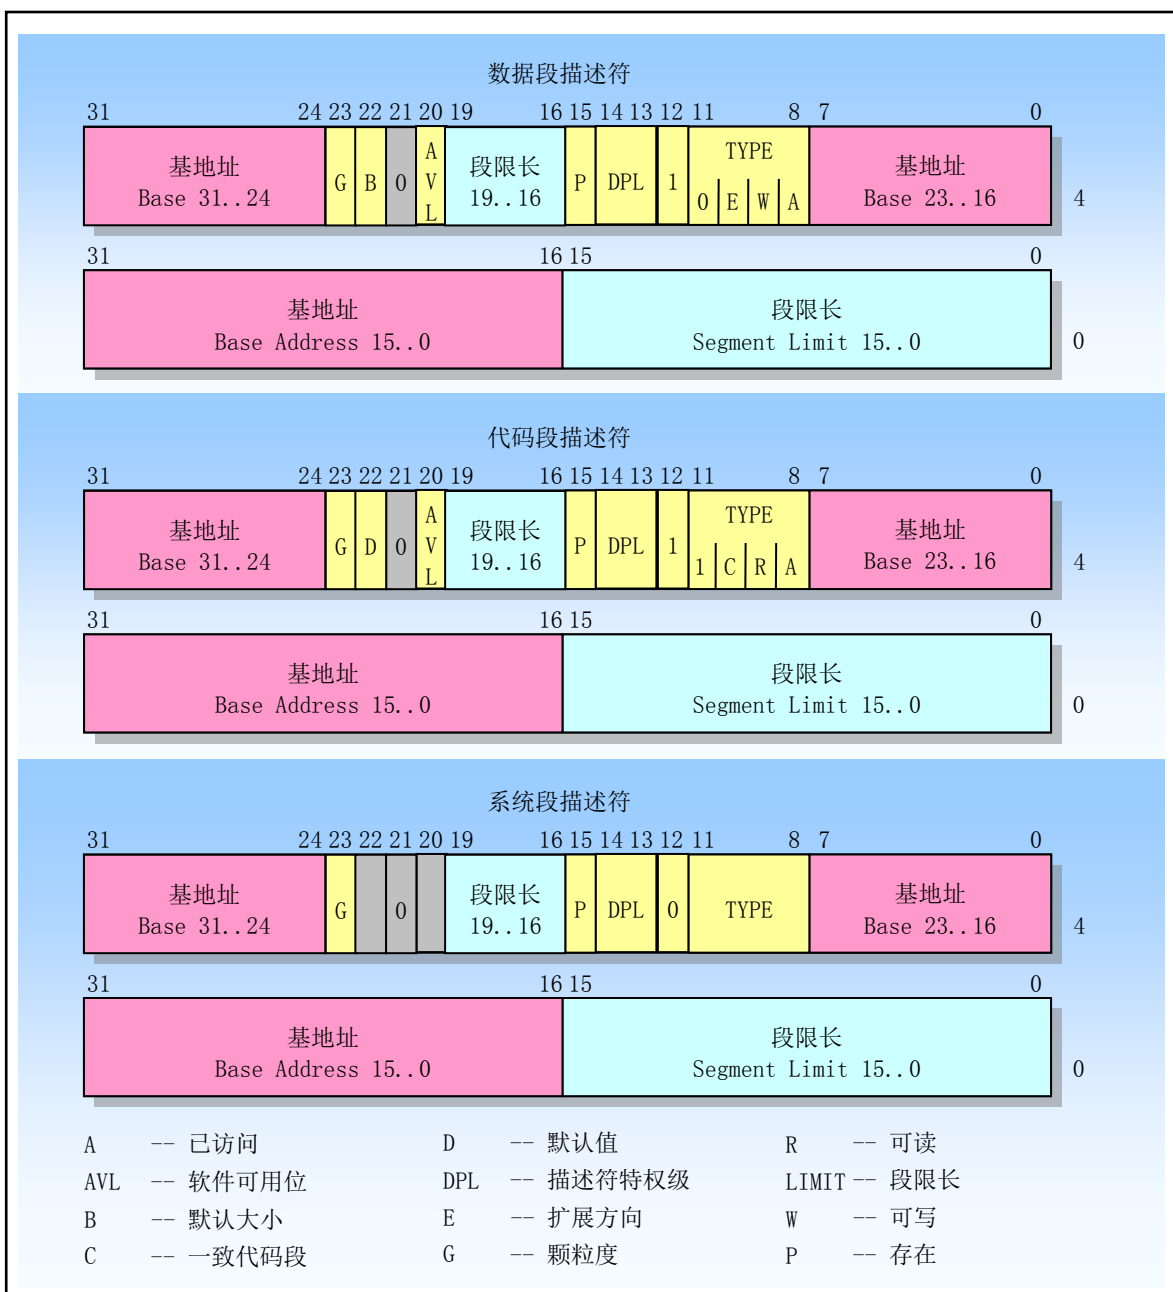 数据段描述符
31 24 23 22 21 20 19 16 15 14 13 12 11 8 7 0
基地址 Base 31..24 G B 0 AVL 段限长 19..16 P DPL 1 TYPE 0 E W A 基地址 Base 23..16 4
31 16 15 0
基地址 段限长
Base Address 15..0 Segment Limit 15..0 0
代码段描述符
31 24 23 22 21 20 19 16 15 14 13 12 11 8 7 0
基地址 Base 31..24 G D 0 AVL 段限长 19..16 P DPL 1 TYPE 1 C R A 基地址 Base 23..16 4
31 16 15 0
基地址 段限长
Base Address 15..0 Segment Limit 15..0 0
系统段描述符
31 24 23 22 21 20 19 16 15 14 13 12 11 8 7 0
基地址 Base 31..24 G 0 段限长 19..16 P DPL 0 TYPE 基地址 Base 23..16 4
31 16 15 0
基地址 段限长
Base Address 15..0 Segment Limit 15..0 0
A -- 已访问 D -- 默认值 R -- 可读
AVL -- 软件可用位 DPL -- 描述符特权级 LIMIT -- 段限长
B -- 默认大小 E -- 扩展方向 W -- 可写
C -- 一致代码段 G -- 颗粒度 P -- 存在